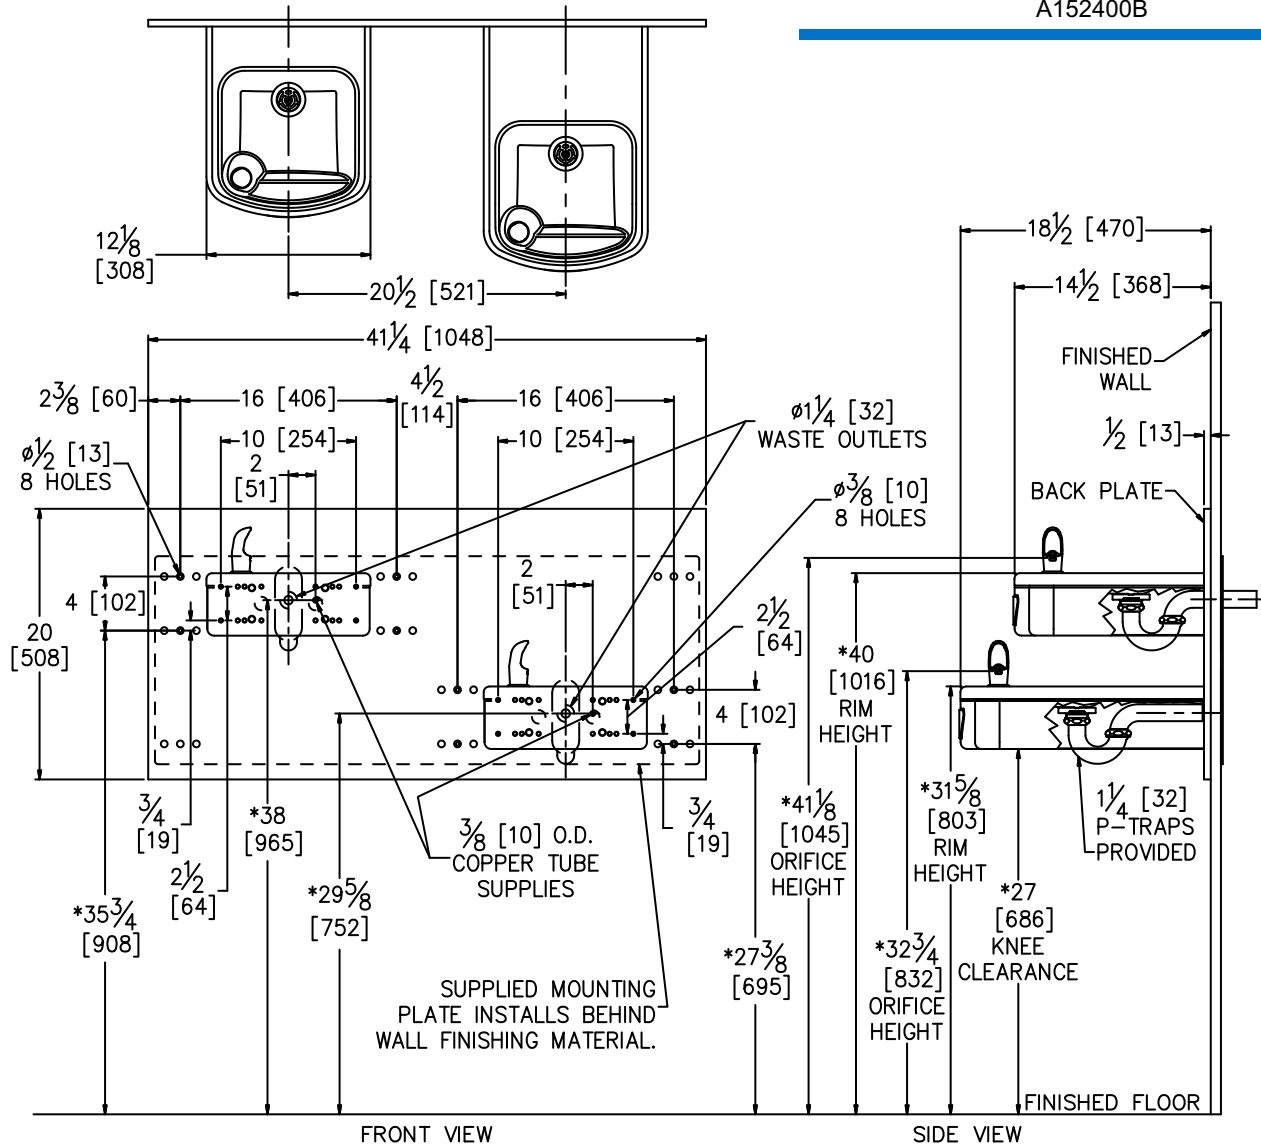 A152400B
12⅛
[308]
20½ [521]
41¼ [1048]
18½ [470]
14½ [368]
FINISHED
WALL
2⅜ [60]
16 [406]
4½
[114]
16 [406]
ø1¼ [32]
WASTE OUTLETS
½ [13]
ø½ [13]
8 HOLES
10 [254]
2
[51]
10 [254]
ø⅜ [10]
8 HOLES
BACK PLATE
4 [102]
20
[508]
2
[51]
2½
[64]
4 [102]
*40
[1016]
RIM
HEIGHT
¾
[19]
*38
[965]
2½
[64]
*35¾
[908]
⅜ [10] O.D.
COPPER TUBE
SUPPLIES
*29⅝
[752]
¾
[19]
*41⅛
[1045]
ORIFICE
HEIGHT
*31⅝
[803]
RIM
HEIGHT
1¼ [32]
P-TRAPS
PROVIDED
*27
[686]
KNEE
CLEARANCE
*27⅜
[695]
*32¾
[832]
ORIFICE
HEIGHT
SUPPLIED MOUNTING
PLATE INSTALLS BEHIND
WALL FINISHING MATERIAL.
FINISHED FLOOR
FRONT VIEW
SIDE VIEW